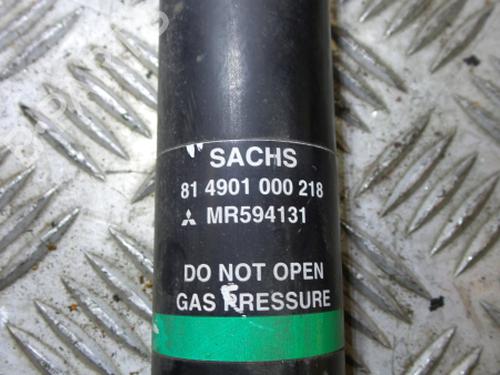 SACHS
81 4901 000 218
MR594131
DO NOT OPEN
GAS PRESSURE